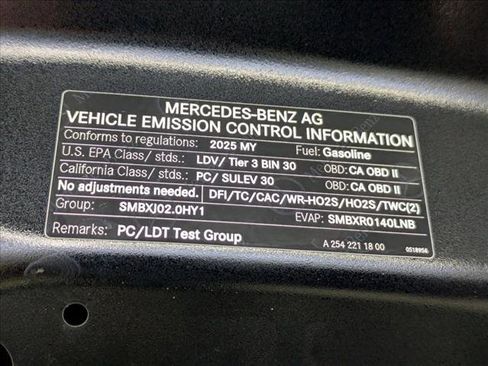 MERCEDES-BENZ AG
VEHICLE EMISSION CONTROL INFORMATION
Conforms to regulations: 2025 MY Fuel: Gasoline
U.S. EPA Class/ stds.: LDV/ Tier 3 BIN 30 OBD: CA OBD II
California Class/ stds.: PC/ SULEV 30 OBD: CA OBD II
No adjustments needed. DFI/TC/CAC/WR-HO2S/HO2S/TWC(2)
Group: SMBXJ02.0HY1 EVAP: SMBXR0140LNB
Remarks: PC/LDT Test Group A 254 221 18 00 0518956